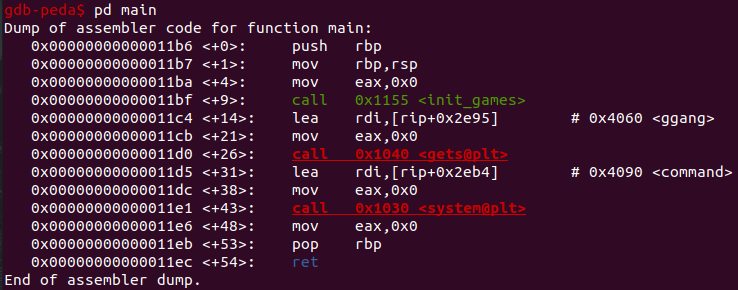 gdb-peda$ pd main
Dump of assembler code for function main:
   0x00000000000011b6 <+0>:     push   rbp
   0x00000000000011b7 <+1>:     mov    rbp,rsp
   0x00000000000011ba <+4>:     mov    eax,0x0
   0x00000000000011bf <+9>:     call   0x1155 <init_games>
   0x00000000000011c4 <+14>:    lea    rdi,[rip+0x2e95]        # 0x4060 <ggang>
   0x00000000000011cb <+21>:    mov    eax,0x0
   0x00000000000011d0 <+26>:    call   0x1040 <gets@plt>
   0x00000000000011d5 <+31>:    lea    rdi,[rip+0x2eb4]        # 0x4090 <command>
   0x00000000000011dc <+38>:    mov    eax,0x0
   0x00000000000011e1 <+43>:    call   0x1030 <system@plt>
   0x00000000000011e6 <+48>:    mov    eax,0x0
   0x00000000000011eb <+53>:    pop    rbp
   0x00000000000011ec <+54>:    ret
End of assembler dump.